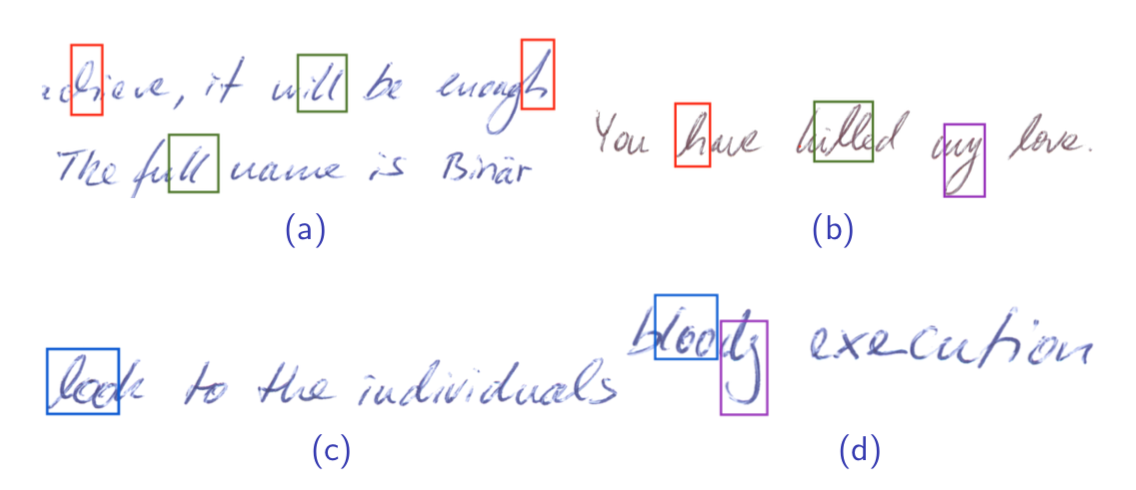 achieve, it will be enough
The full name is Binär
(a)
You have killed my love.
(b)
look to the individuals
(c)
bloody execution
(d)